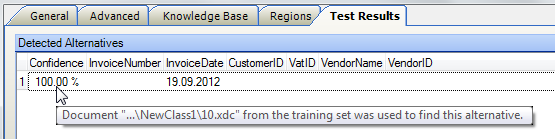 General Advanced Knowledge Base Regions Test Results
Detected Alternatives
Confidence InvoiceNumber InvoiceDate CustomerID VatID VendorName VendorID
1 100.00 % 19.09.2012
Document "...\NewClass1\10.xdc" from the training set was used to find this alternative.